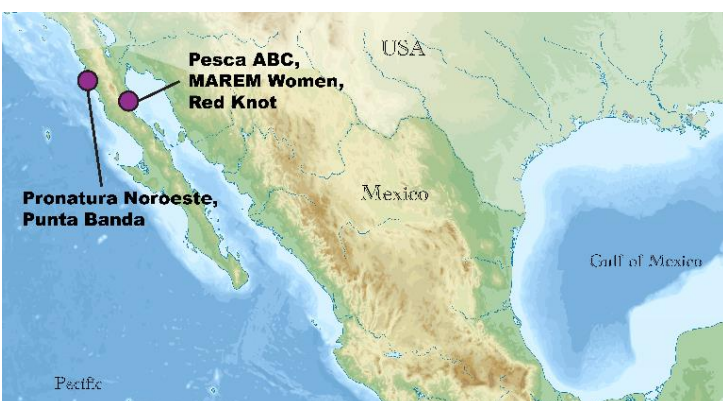 USA
Pesca ABC,
MAREM Women,
Red Knot
Mexico
Pronatura Noroeste,
Punta Banda
Gulf of Mexico
Pacific